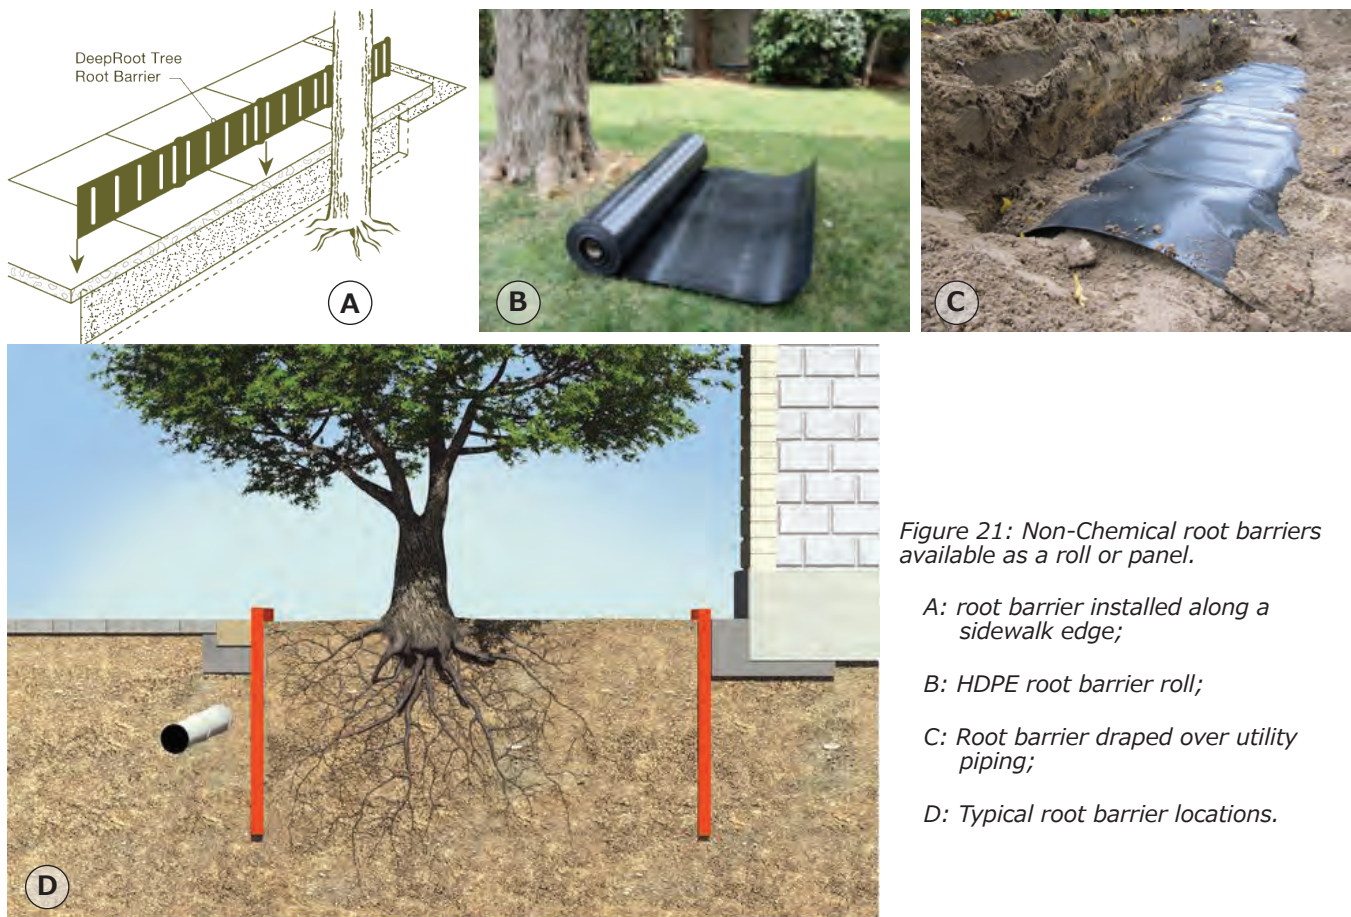 DeepRoot Tree
Root Barrier
A
B
C
D
Figure 21: Non-Chemical root barriers
available as a roll or panel.
A: root barrier installed along a
sidewalk edge;
B: HDPE root barrier roll;
C: Root barrier draped over utility
piping;
D: Typical root barrier locations.